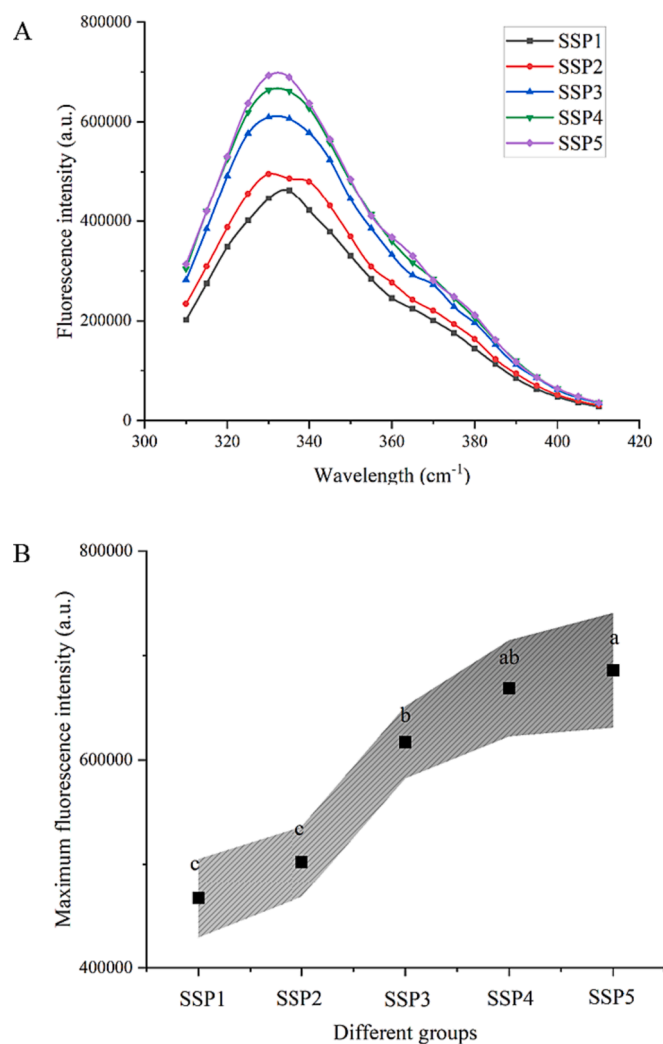 A
800000
600000
400000
200000
0
Fluorescence intensity (a.u.)
SSP1
SSP2
SSP3
SSP4
SSP5
300 320 340 360 380 400 420
Wavelength (cm⁻¹)
B
800000
600000
400000
Maximum fluorescence intensity (a.u.)
c
c
b
ab
a
SSP1 SSP2 SSP3 SSP4 SSP5
Different groups